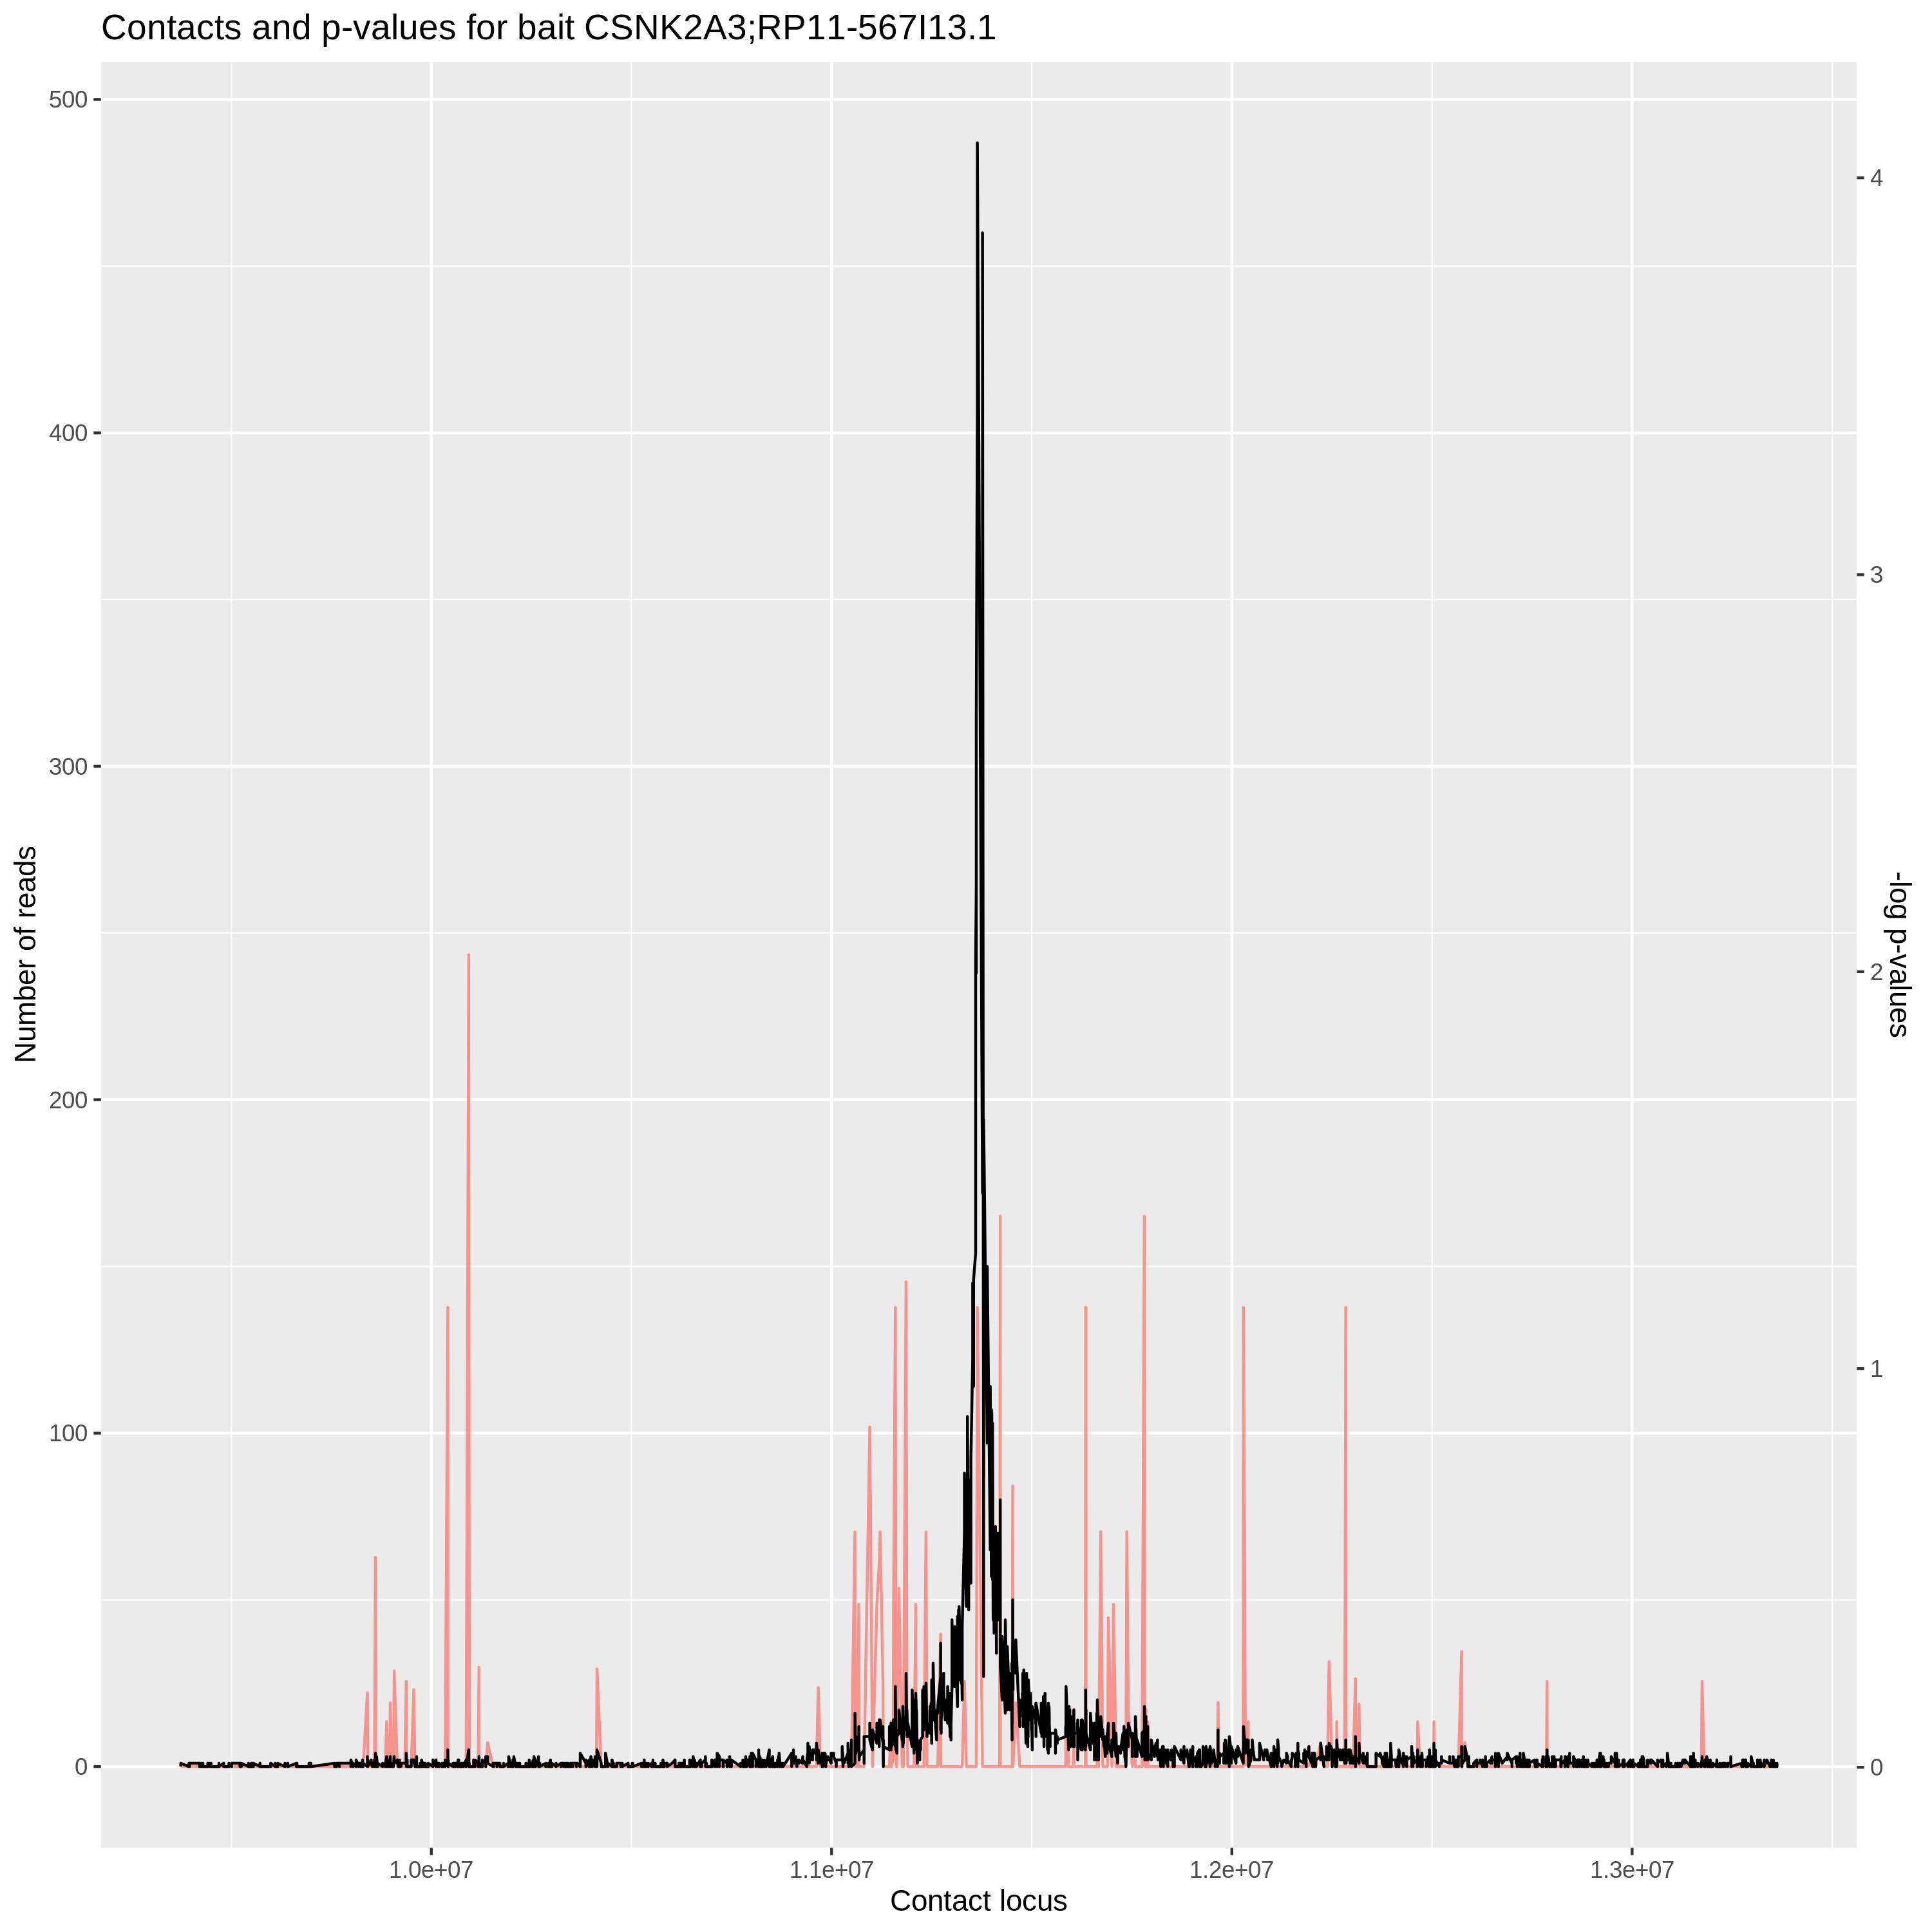 Contacts and p-values for bait CSNK2A3;RP11-567I13.1
500
400
300
200
100
0
Number of reads
4
3
2
1
0
-log p-values
1.0e+07
1.1e+07
1.2e+07
1.3e+07
Contact locus